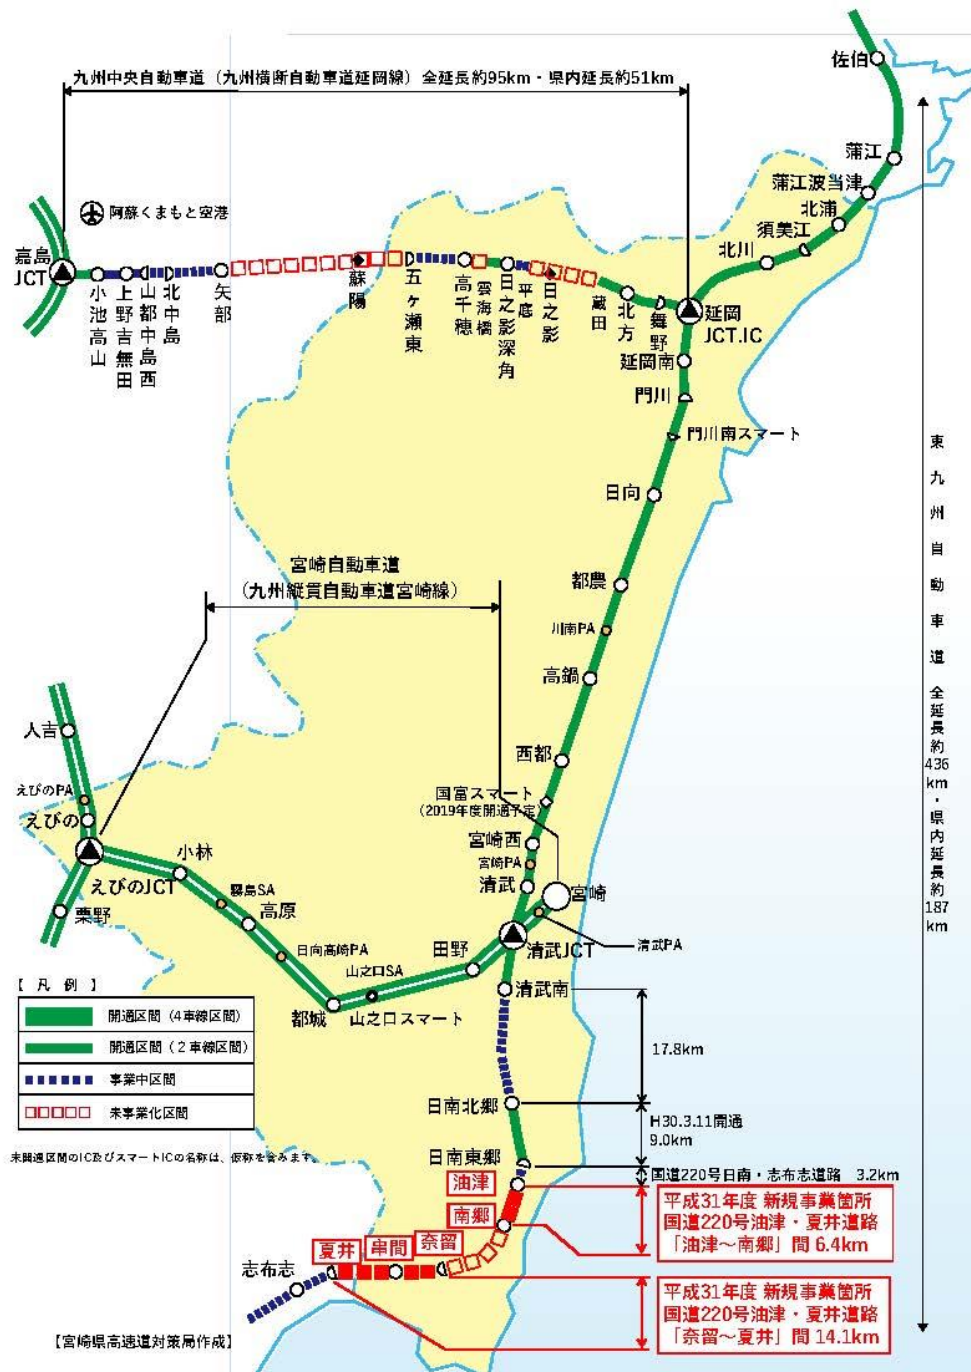 九州中央自動車道（九州横断自動車道延岡線）全延長約95km・県内延長約51km
佐伯
蒲江
蒲江波当津
北浦
須美江
北川
阿蘇くまもと空港
嘉島
JCT
小池高山
上野吉無田
山都中島西
北中島
矢部
蘇陽
五ヶ瀬東
高千穂
雲海橋
日之影深角
平底
日之影
蔵田
北方
舞野
延岡
JCT.IC
延岡南
門川
門川南スマート
日向
都農
川南PA
高鍋
西都
国富スマート
（2019年度開通予定）
宮崎西
宮崎PA
清武
宮崎
清武PA
清武JCT
清武南
宮崎自動車道
（九州縦貫自動車道宮崎線）
人吉
えびのPA
えびの
えびのJCT
栗野
小林
霧島SA
高原
日向高崎PA
都城
山之口SA
山之口スマート
田野
東九州自動車道 全延長約436km・県内延長約187km
【 凡 例 】
開通区間（4車線区間）
開通区間（２車線区間）
事業中区間
未事業化区間
未開通区間のIC及びスマートICの名称は、仮称を含みます。
17.8km
日南北郷
H30.3.11開通
9.0km
日南東郷
国道220号日南・志布志道路 3.2km
油津
南郷
奈留
串間
夏井
志布志
平成31年度 新規事業箇所
国道220号油津・夏井道路
「油津～南郷」間 6.4km
平成31年度 新規事業箇所
国道220号油津・夏井道路
「奈留～夏井」間 14.1km
【宮崎県高速道対策局作成】